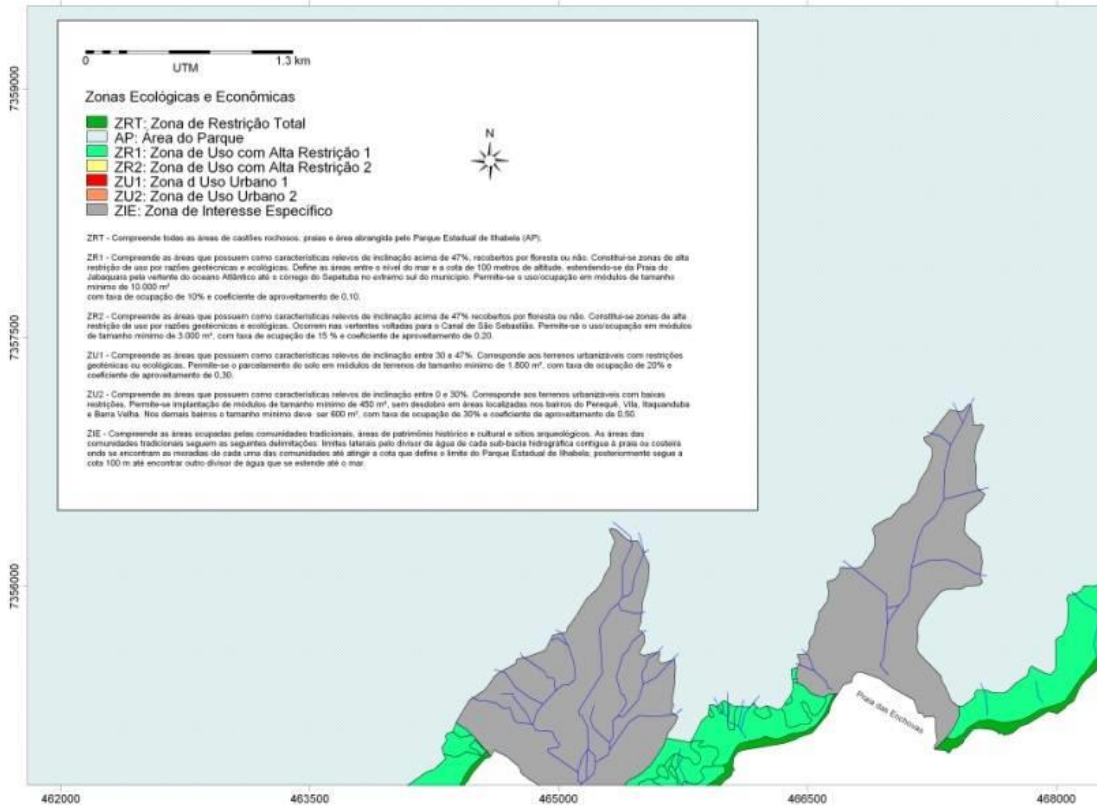 0 1.3 km
UTM
Zonas Ecológicas e Econômicas
N
ZRT: Zona de Restrição Total
AP: Área do Parque
ZR1: Zona de Uso com Alta Restrição 1
ZR2: Zona de Uso com Alta Restrição 2
ZU1: Zona d Uso Urbano 1
ZU2: Zona de Uso Urbano 2
ZIE: Zona de Interesse Específico
ZRT - Compreende todas as áreas de castões rochosos, praias e área abrangida pelo Parque Estadual de Ilhabela (AP).
ZR1 - Compreende as áreas que possuem como características relevos de inclinação acima de 47%, recobertos por floresta ou não. Constitui-se zonas de alta
restrição de uso por razões geotécnicas e ecológicas. Define as áreas entre o nível do mar e a cota de 100 metros de altitude, estendendo-se da Praia do
Jabaquara pela vertente do oceano Atlântico até o córrego do Sepetuba no extremo sul do município. Permite-se o uso/ocupação em módulos de tamanho
mínimo de 10.000 m²
com taxa de ocupação de 10% e coeficiente de aproveitamento de 0,10.
ZR2 - Compreende as áreas que possuem como características relevos de inclinação acima de 47% recobertos por floresta ou não. Constitui-se zonas de alta
restrição de uso por razões geotécnicas e ecológicas. Ocorrem nas vertentes voltadas para o Canal de São Sebastião. Permite-se o uso/ocupação em módulos
de tamanho mínimo de 3.000 m², com taxa de ocupação de 15 % e coeficiente de aproveitamento de 0,20.
ZU1 - Compreende as áreas que possuem como características relevos de inclinação entre 30 a 47%. Corresponde aos terrenos urbanizáveis com restrições
geoténicas ou ecológicas. Permite-se o parcelamento do solo em módulos de terrenos de tamanho mínimo de 1.800 m², com taxa de ocupação de 20% e
coeficiente de aproveitamento de 0,30.
ZU2 - Compreende as áreas que possuem como características relevos de inclinação entre 0 e 30%. Corresponde aos terrenos urbanizáveis com baixas
restrições. Permite-se implantação de módulos de tamanho mínimo de 450 m², sem desdobro em áreas localizadas nos bairros do Perequê, Vila, Itaquanduba
e Barra Velha. Nos demais bairros o tamanho mínimo deve ser 600 m², com taxa de ocupação de 30% e coeficiente de aproveitamento de 0,50.
ZIE - Compreende as áreas ocupadas pelas comunidades tradicionais, áreas de patrimônio histórico e cultural e sítios arqueológicos. As áreas das
comunidades tradicionais seguem as seguintes delimitações: limites laterais pelo divisor de água de cada sub-bacia hidrográfica contígua à praia ou costeira
onde se encontram as moradias de cada uma das comunidades até atingir a cota que define o limite do Parque Estadual de Ilhabela; posteriormente segue a
cota 100 m até encontrar outro divisor de água que se estende até o mar.
7359000
7357500
7356000
Praia das Enchovas
462000 463500 465000 466500 468000